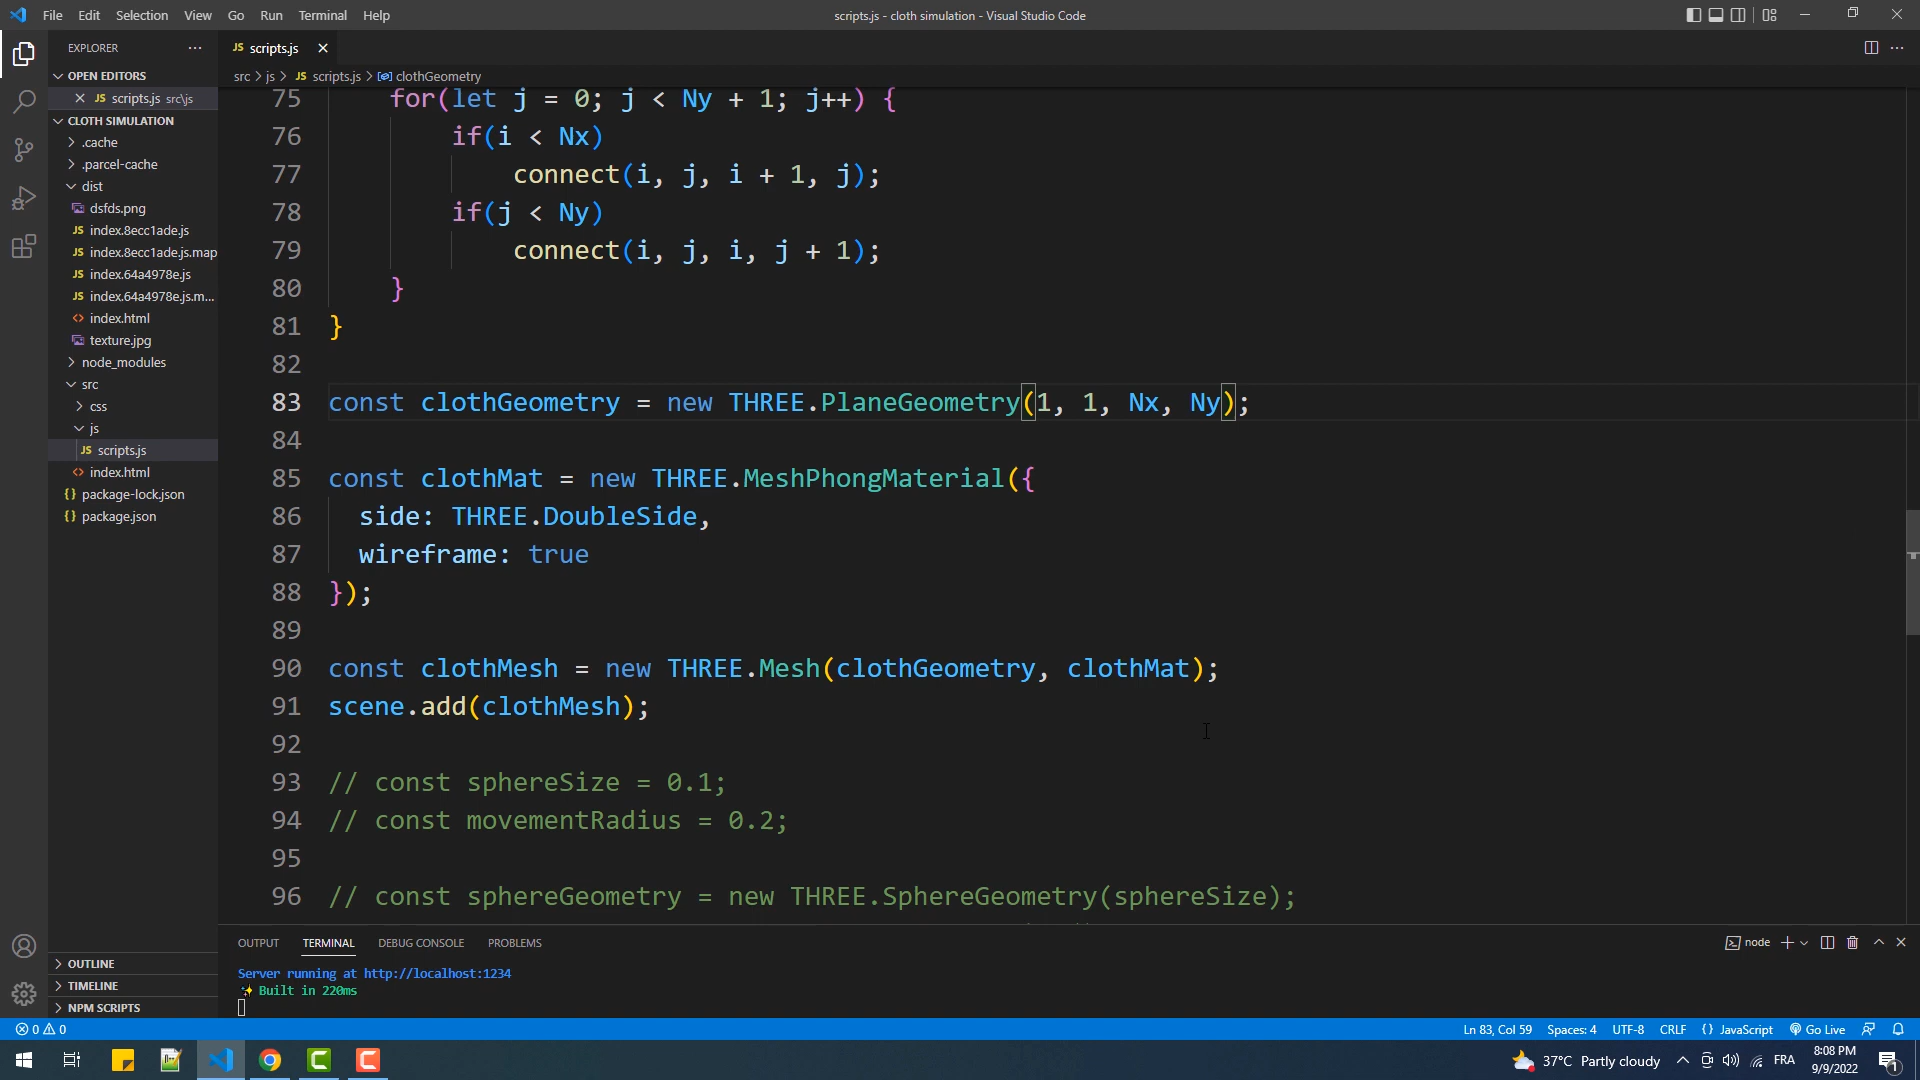 File Edit Selection View Go Run Terminal Help
scripts.js - cloth simulation - Visual Studio Code
EXPLORER
OPEN EDITORS
JS scripts.js src\js
CLOTH SIMULATION
.cache
.parcel-cache
dist
dsfds.png
JS index.8ecc1ade.js
JS index.8ecc1ade.js.map
JS index.64a4978e.js
JS index.64a4978e.js.m...
index.html
texture.jpg
node_modules
src
css
js
JS scripts.js
index.html
package-lock.json
package.json
OUTLINE
TIMELINE
NPM SCRIPTS
JS scripts.js
src > js > JS scripts.js > clothGeometry
75 for(let j = 0; j < Ny + 1; j++) {
76 if(i < Nx)
77 connect(i, j, i + 1, j);
78 if(j < Ny)
79 connect(i, j, i, j + 1);
80 }
81 }
82
83 const clothGeometry = new THREE.PlaneGeometry(1, 1, Nx, Ny);
84
85 const clothMat = new THREE.MeshPhongMaterial({
86 side: THREE.DoubleSide,
87 wireframe: true
88 });
89
90 const clothMesh = new THREE.Mesh(clothGeometry, clothMat);
91 scene.add(clothMesh);
92
93 // const sphereSize = 0.1;
94 // const movementRadius = 0.2;
95
96 // const sphereGeometry = new THREE.SphereGeometry(sphereSize);
OUTPUT TERMINAL DEBUG CONSOLE PROBLEMS
node
Server running at http://localhost:1234
✨ Built in 220ms
0 0
Ln 83, Col 59 Spaces: 4 UTF-8 CRLF {} JavaScript Go Live
37°C Partly cloudy FRA
8:08 PM
9/9/2022
1